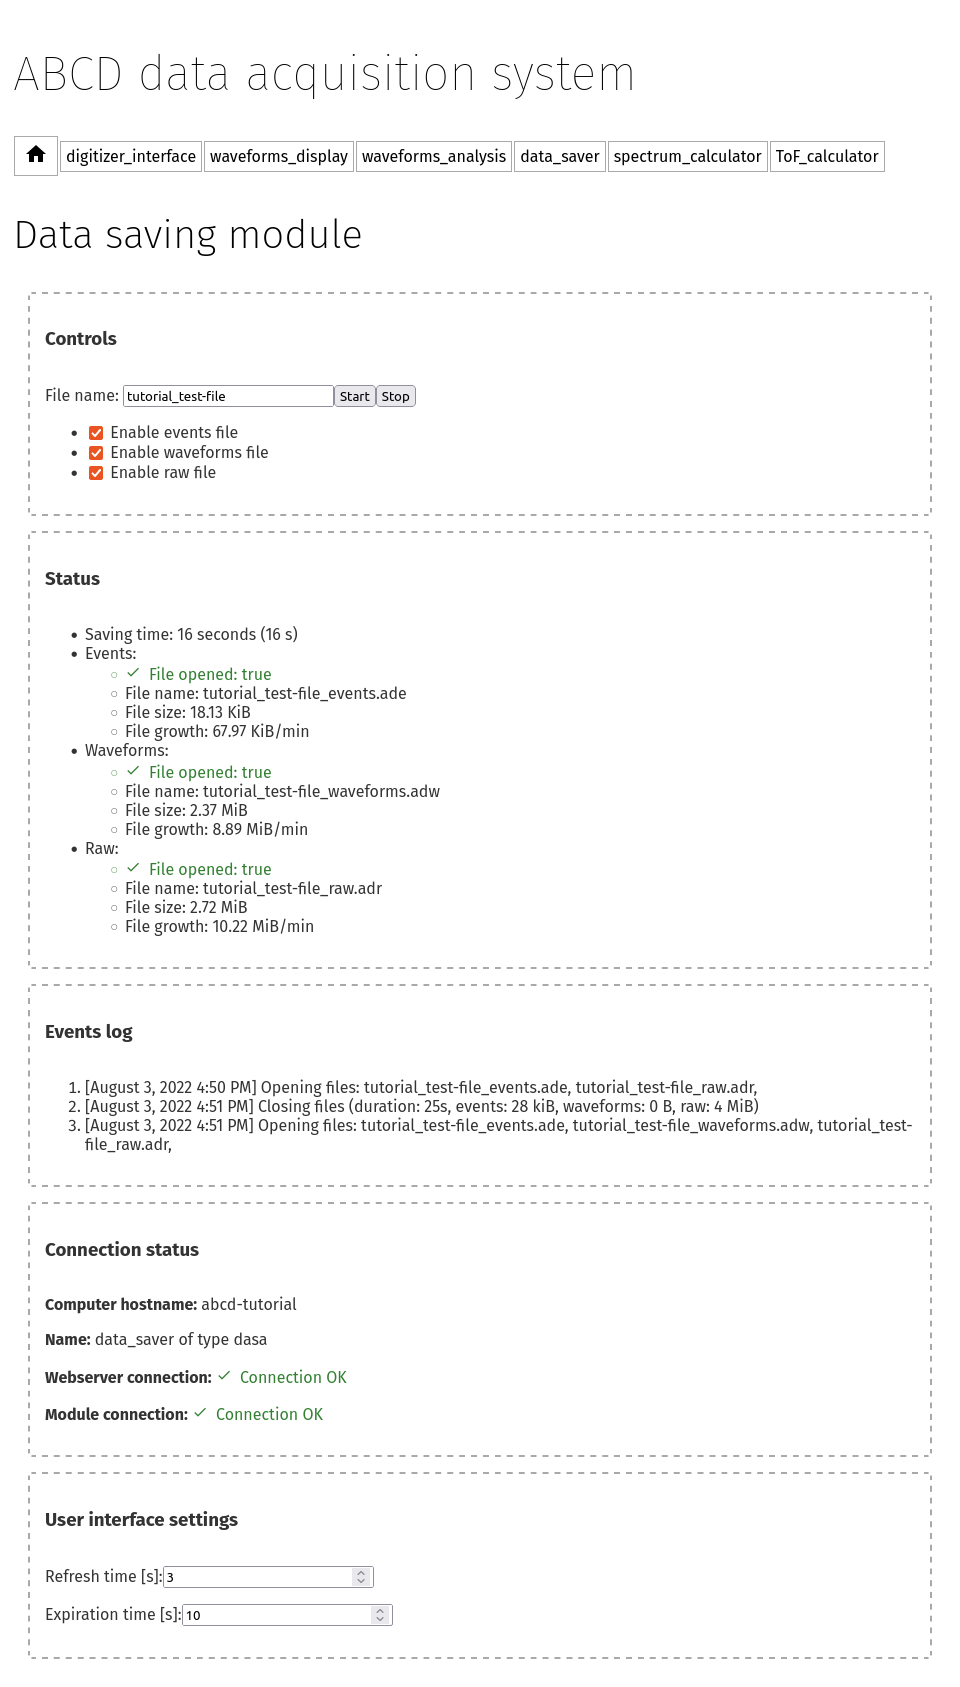 ABCD data acquisition system
digitizer_interface waveforms_display waveforms_analysis data_saver spectrum_calculator ToF_calculator
Data saving module
Controls
File name: tutorial_test-file Start Stop
Enable events file
Enable waveforms file
Enable raw file
Status
Saving time: 16 seconds (16 s)
Events:
File opened: true
File name: tutorial_test-file_events.ade
File size: 18.13 KiB
File growth: 67.97 KiB/min
Waveforms:
File opened: true
File name: tutorial_test-file_waveforms.adw
File size: 2.37 MiB
File growth: 8.89 MiB/min
Raw:
File opened: true
File name: tutorial_test-file_raw.adr
File size: 2.72 MiB
File growth: 10.22 MiB/min
Events log
1. [August 3, 2022 4:50 PM] Opening files: tutorial_test-file_events.ade, tutorial_test-file_raw.adr,
2. [August 3, 2022 4:51 PM] Closing files (duration: 25s, events: 28 kiB, waveforms: 0 B, raw: 4 MiB)
3. [August 3, 2022 4:51 PM] Opening files: tutorial_test-file_events.ade, tutorial_test-file_waveforms.adw, tutorial_test-
file_raw.adr,
Connection status
Computer hostname: abcd-tutorial
Name: data_saver of type dasa
Webserver connection: ✓ Connection OK
Module connection: ✓ Connection OK
User interface settings
Refresh time [s]: 3
Expiration time [s]: 10